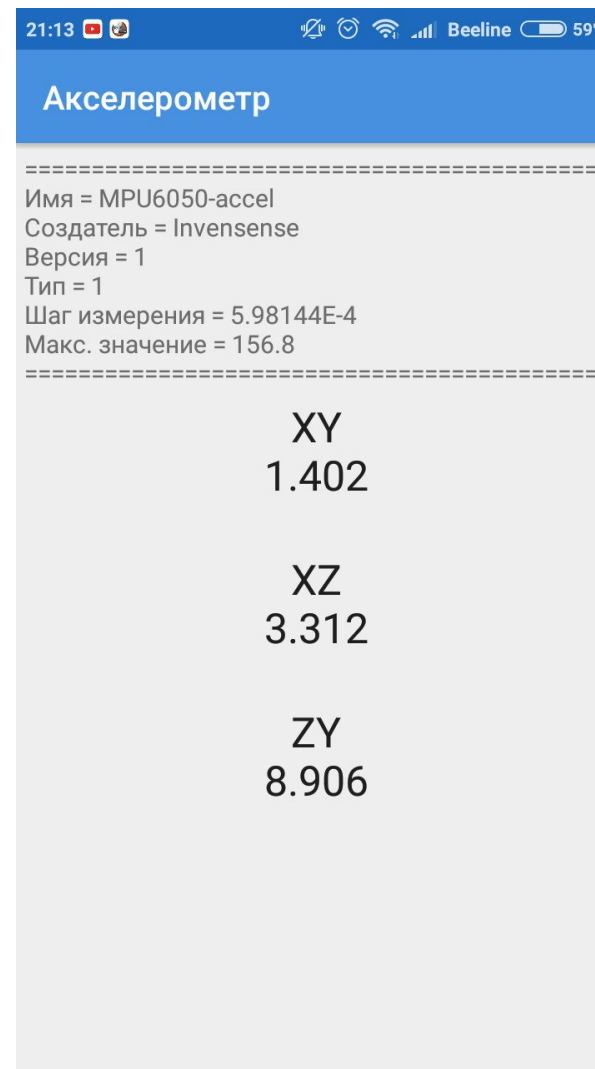 21:13 Beeline 59%
Акселерометр
===========================================
Имя = MPU6050-accel
Создатель = Invensense
Версия = 1
Тип = 1
Шаг измерения = 5.98144E-4
Макс. значение = 156.8
===========================================
XY
1.402
XZ
3.312
ZY
8.906